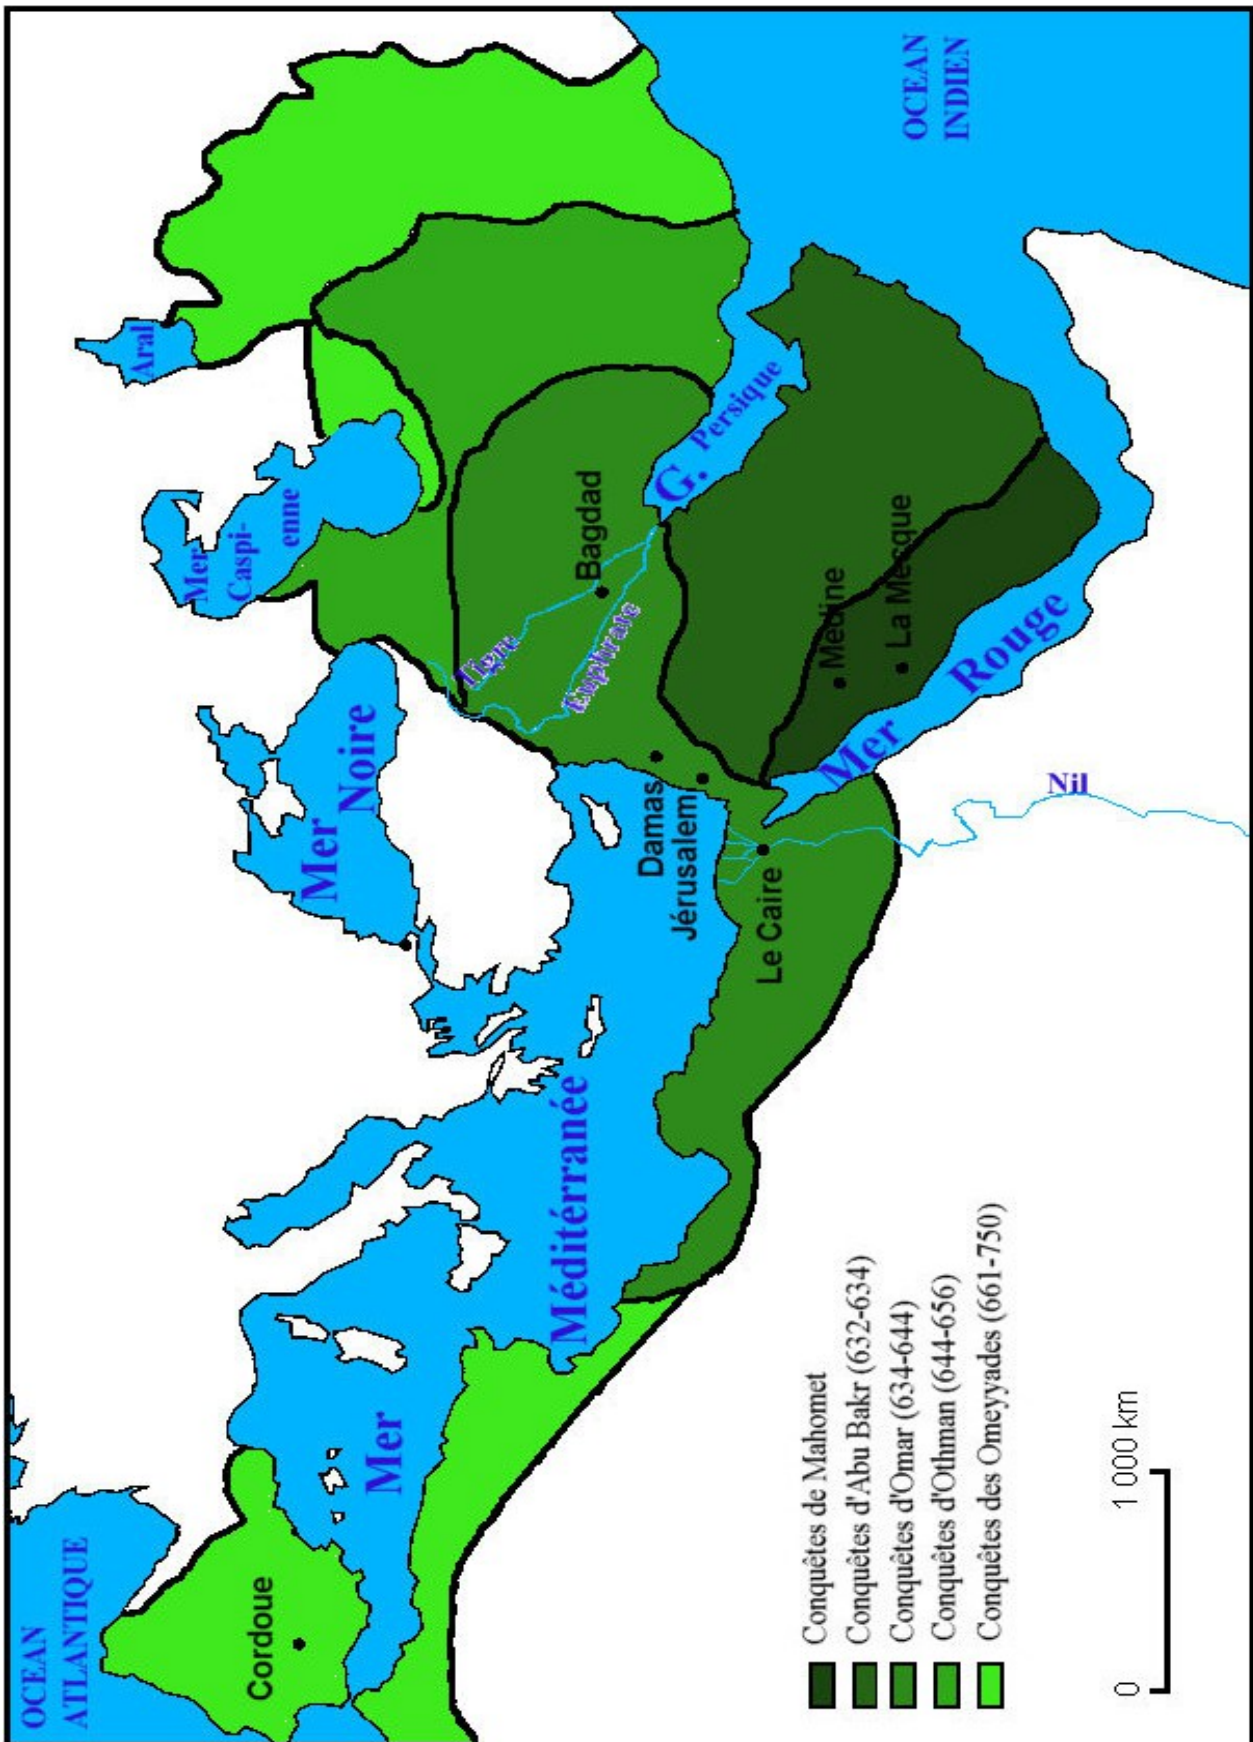 OCEAN
ATLANTIQUE
Cordoue
Mer
Méditérranée
Mer
Noire
Mer
Caspi-
enne
Aral
Tigre
Euphrate
Bagdad
Damas
Jérusalem
Le Caire
G. Persique
Médine
La Mecque
Mer Rouge
Nil
OCEAN
INDIEN
Conquêtes de Mahomet
Conquêtes d'Abu Bakr (632-634)
Conquêtes d'Omar (634-644)
Conquêtes d'Othman (644-656)
Conquêtes des Omeyyades (661-750)
0 1000 km